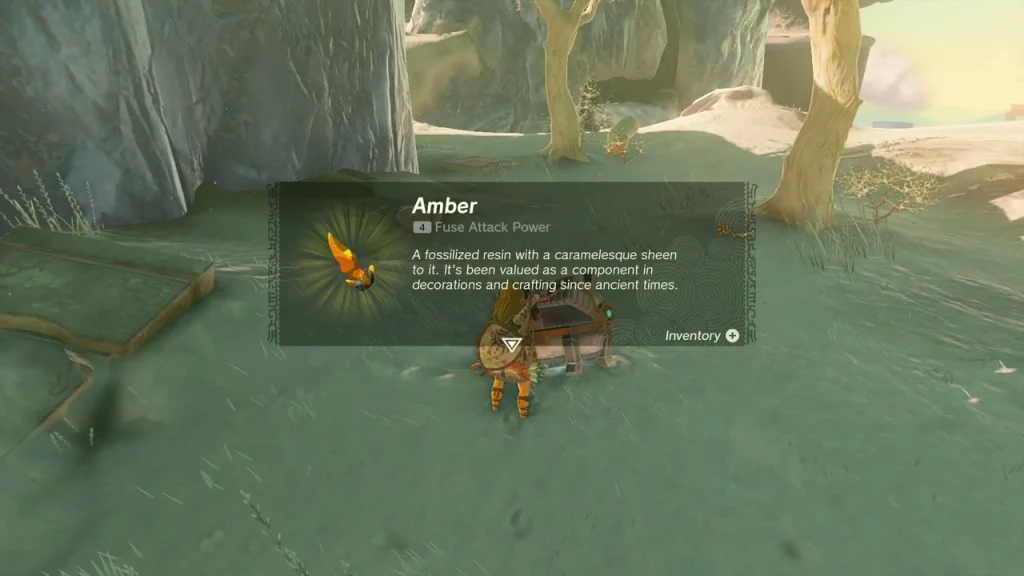 Amber
4 Fuse Attack Power
A fossilized resin with a caramelesque sheen
to it. It's been valued as a component in
decorations and crafting since ancient times.
Inventory +